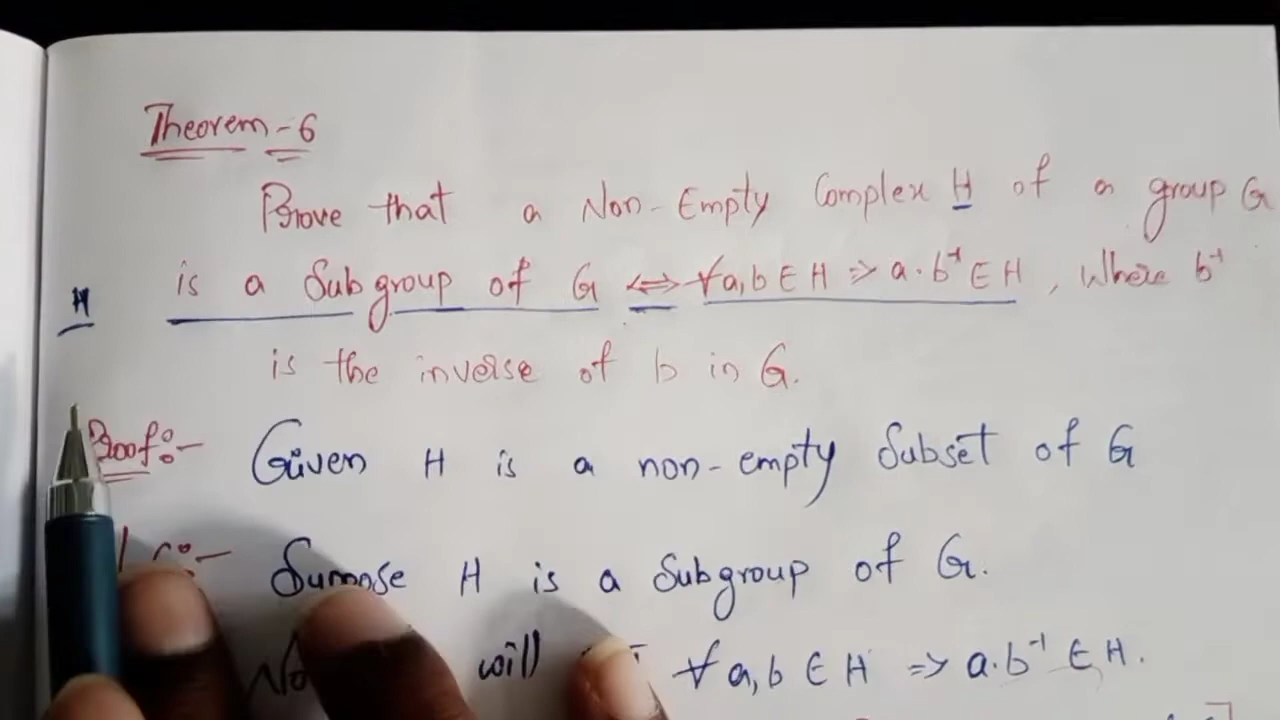 Theorem-6
Prove that a Non-Empty Complex H of a group G
is a Subgroup of G ⇔ ∀a,b ∈ H ⇒ a·b⁻¹ ∈ H, Where b⁻¹
H
is the inverse of b in G.
Proof:- Given H is a non-empty Subset of G
Suppose H is a Subgroup of G.
will ∀ a,b ∈ H ⇒ a·b⁻¹ ∈ H.